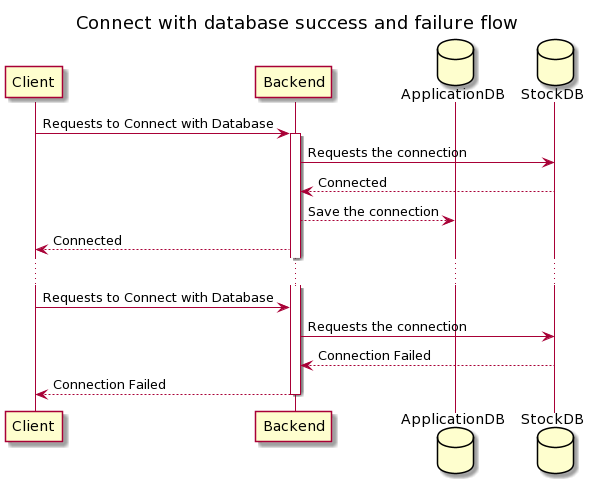 Connect with database success and failure flow
Client
Backend
ApplicationDB
StockDB
Requests to Connect with Database
Requests the connection
Connected
Save the connection
Connected
Requests to Connect with Database
Requests the connection
Connection Failed
Connection Failed
Client
Backend
ApplicationDB
StockDB